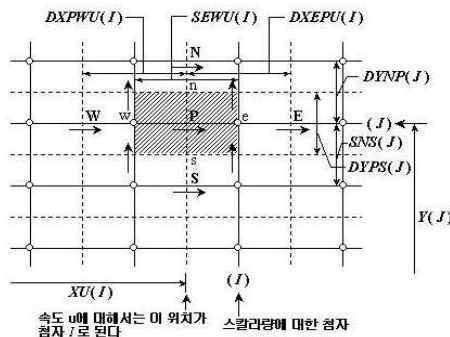 DXPWU(I) SEWU(I) DXEPU(I)
N
n
DYNP(J)
W w P e E
(J)
SNS(J)
s
DYPS(J)
S
Y(J)
XU(I)
(I)
속도 u에 대해서는 이 위치가
첨자 I로 된다
스칼라량에 대한 첨자